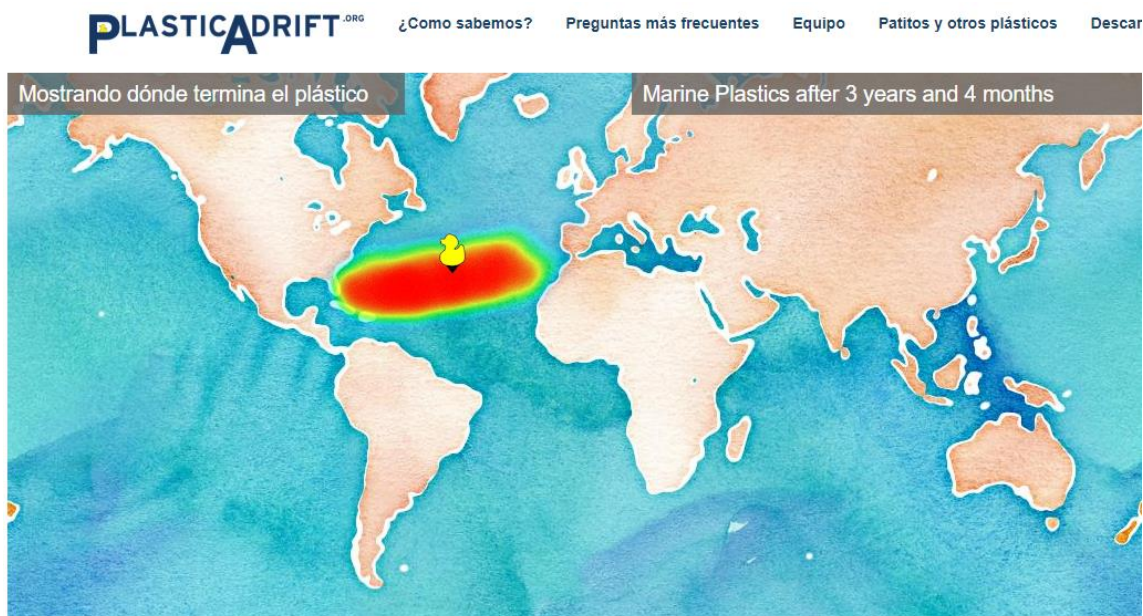 PLASTICADRIFT.ORG
¿Como sabemos? Preguntas más frecuentes Equipo Patitos y otros plásticos Descar
Mostrando dónde termina el plástico
Marine Plastics after 3 years and 4 months